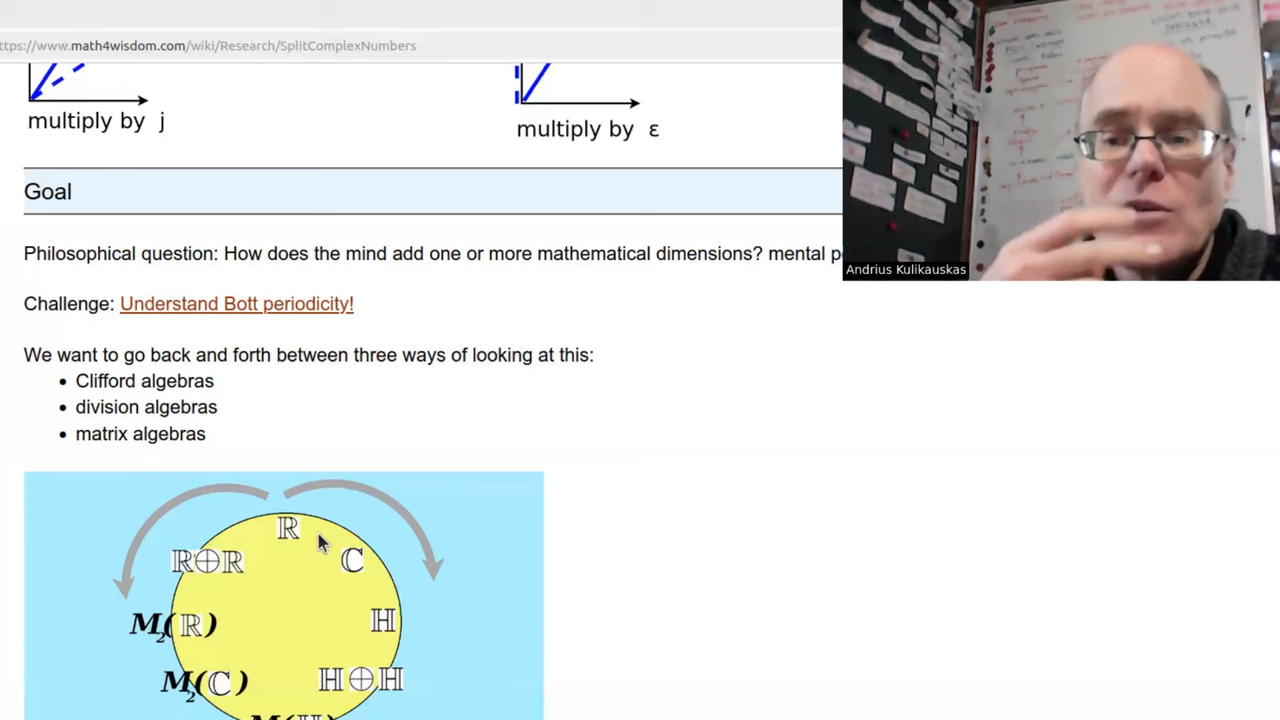 ttps://www.math4wisdom.com/wiki/Research/SplitComplexNumbers
multiply by j
multiply by ε
Goal
Philosophical question: How does the mind add one or more mathematical dimensions? mental
Andrius Kulikauskas
Challenge: Understand Bott periodicity!
We want to go back and forth between three ways of looking at this:
• Clifford algebras
• division algebras
• matrix algebras
ℝ
ℝ⊕ℝ
ℂ
M₂(ℝ)
ℍ
M₂(ℂ)
ℍ⊕ℍ